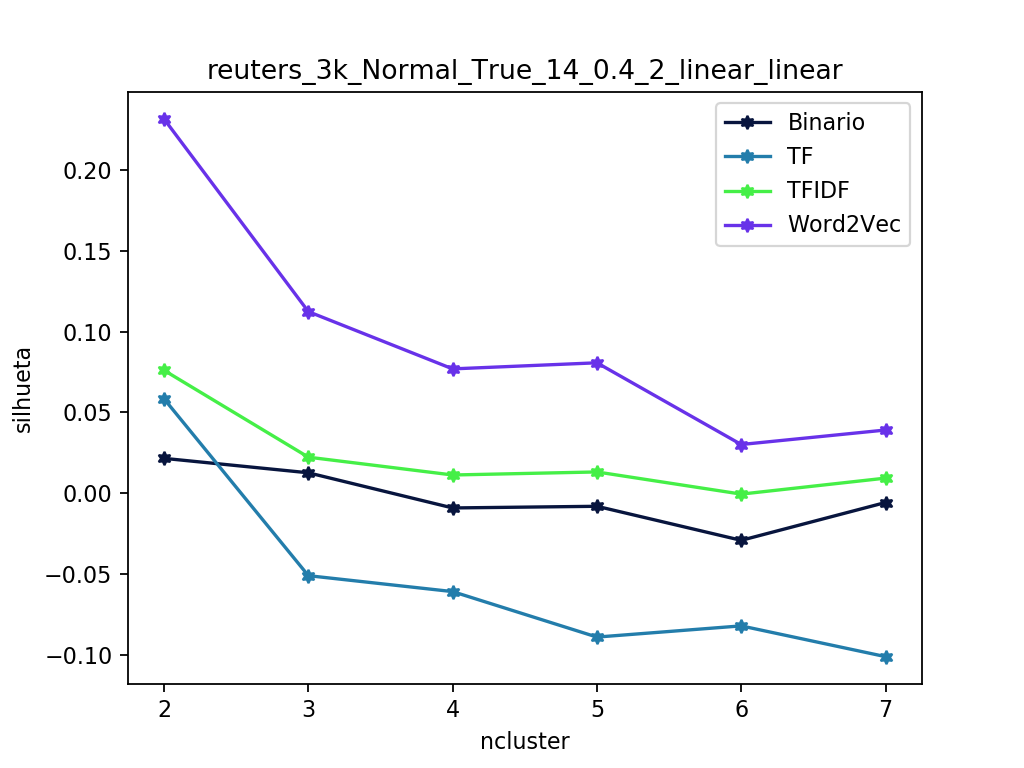 reuters_3k_Normal_True_14_0.4_2_linear_linear
Binario
TF
TFIDF
Word2Vec
0.20
0.15
0.10
0.05
0.00
−0.05
−0.10
silhueta
2 3 4 5 6 7
ncluster